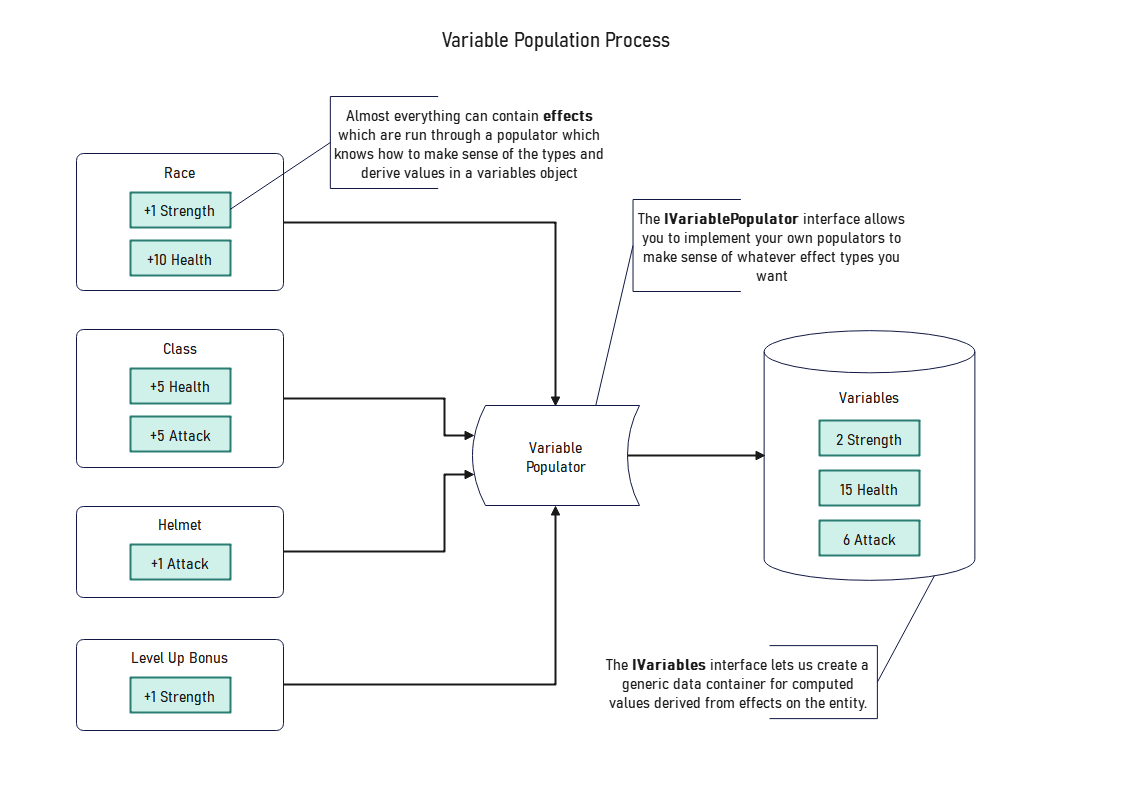 Variable Population Process
Almost everything can contain effects
which are run through a populator which
knows how to make sense of the types and
derive values in a variables object
Race
+1 Strength
+10 Health
The IVariablePopulator interface allows
you to implement your own populators to
make sense of whatever effect types you
want
Class
+5 Health
+5 Attack
Variable
Populator
Variables
2 Strength
15 Health
6 Attack
Helmet
+1 Attack
Level Up Bonus
+1 Strength
The IVariables interface lets us create a
generic data container for computed
values derived from effects on the entity.